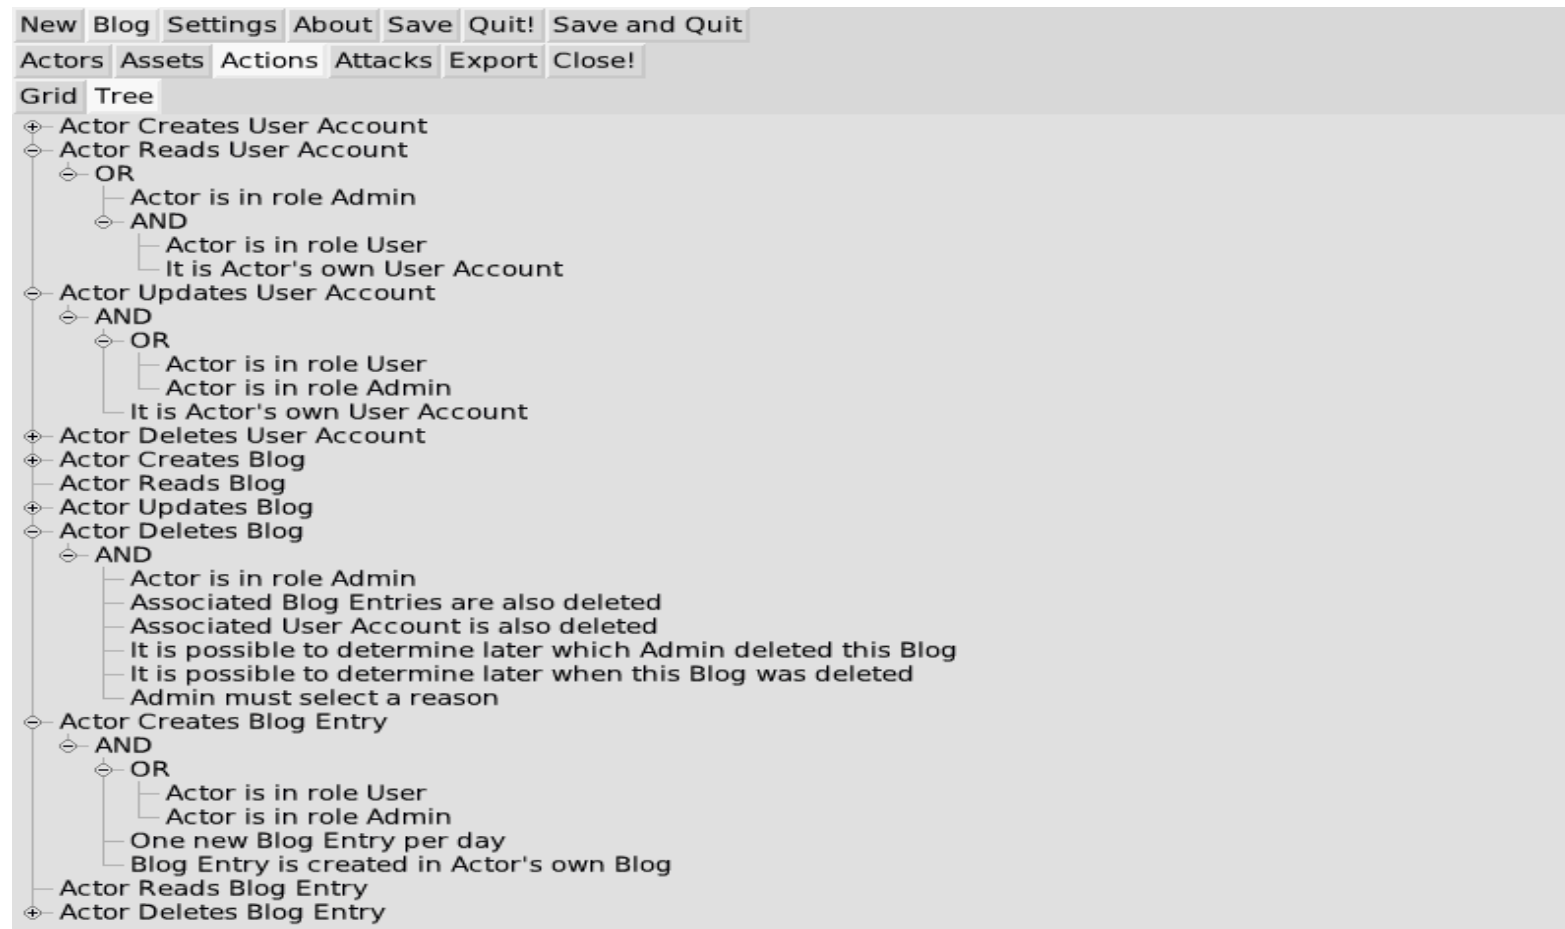 New Blog Settings About Save Quit! Save and Quit
Actors Assets Actions Attacks Export Close!
Grid Tree
Actor Creates User Account
Actor Reads User Account
OR
Actor is in role Admin
AND
Actor is in role User
It is Actor's own User Account
Actor Updates User Account
AND
OR
Actor is in role User
Actor is in role Admin
It is Actor's own User Account
Actor Deletes User Account
Actor Creates Blog
Actor Reads Blog
Actor Updates Blog
Actor Deletes Blog
AND
Actor is in role Admin
Associated Blog Entries are also deleted
Associated User Account is also deleted
It is possible to determine later which Admin deleted this Blog
It is possible to determine later when this Blog was deleted
Admin must select a reason
Actor Creates Blog Entry
AND
OR
Actor is in role User
Actor is in role Admin
One new Blog Entry per day
Blog Entry is created in Actor's own Blog
Actor Reads Blog Entry
Actor Deletes Blog Entry